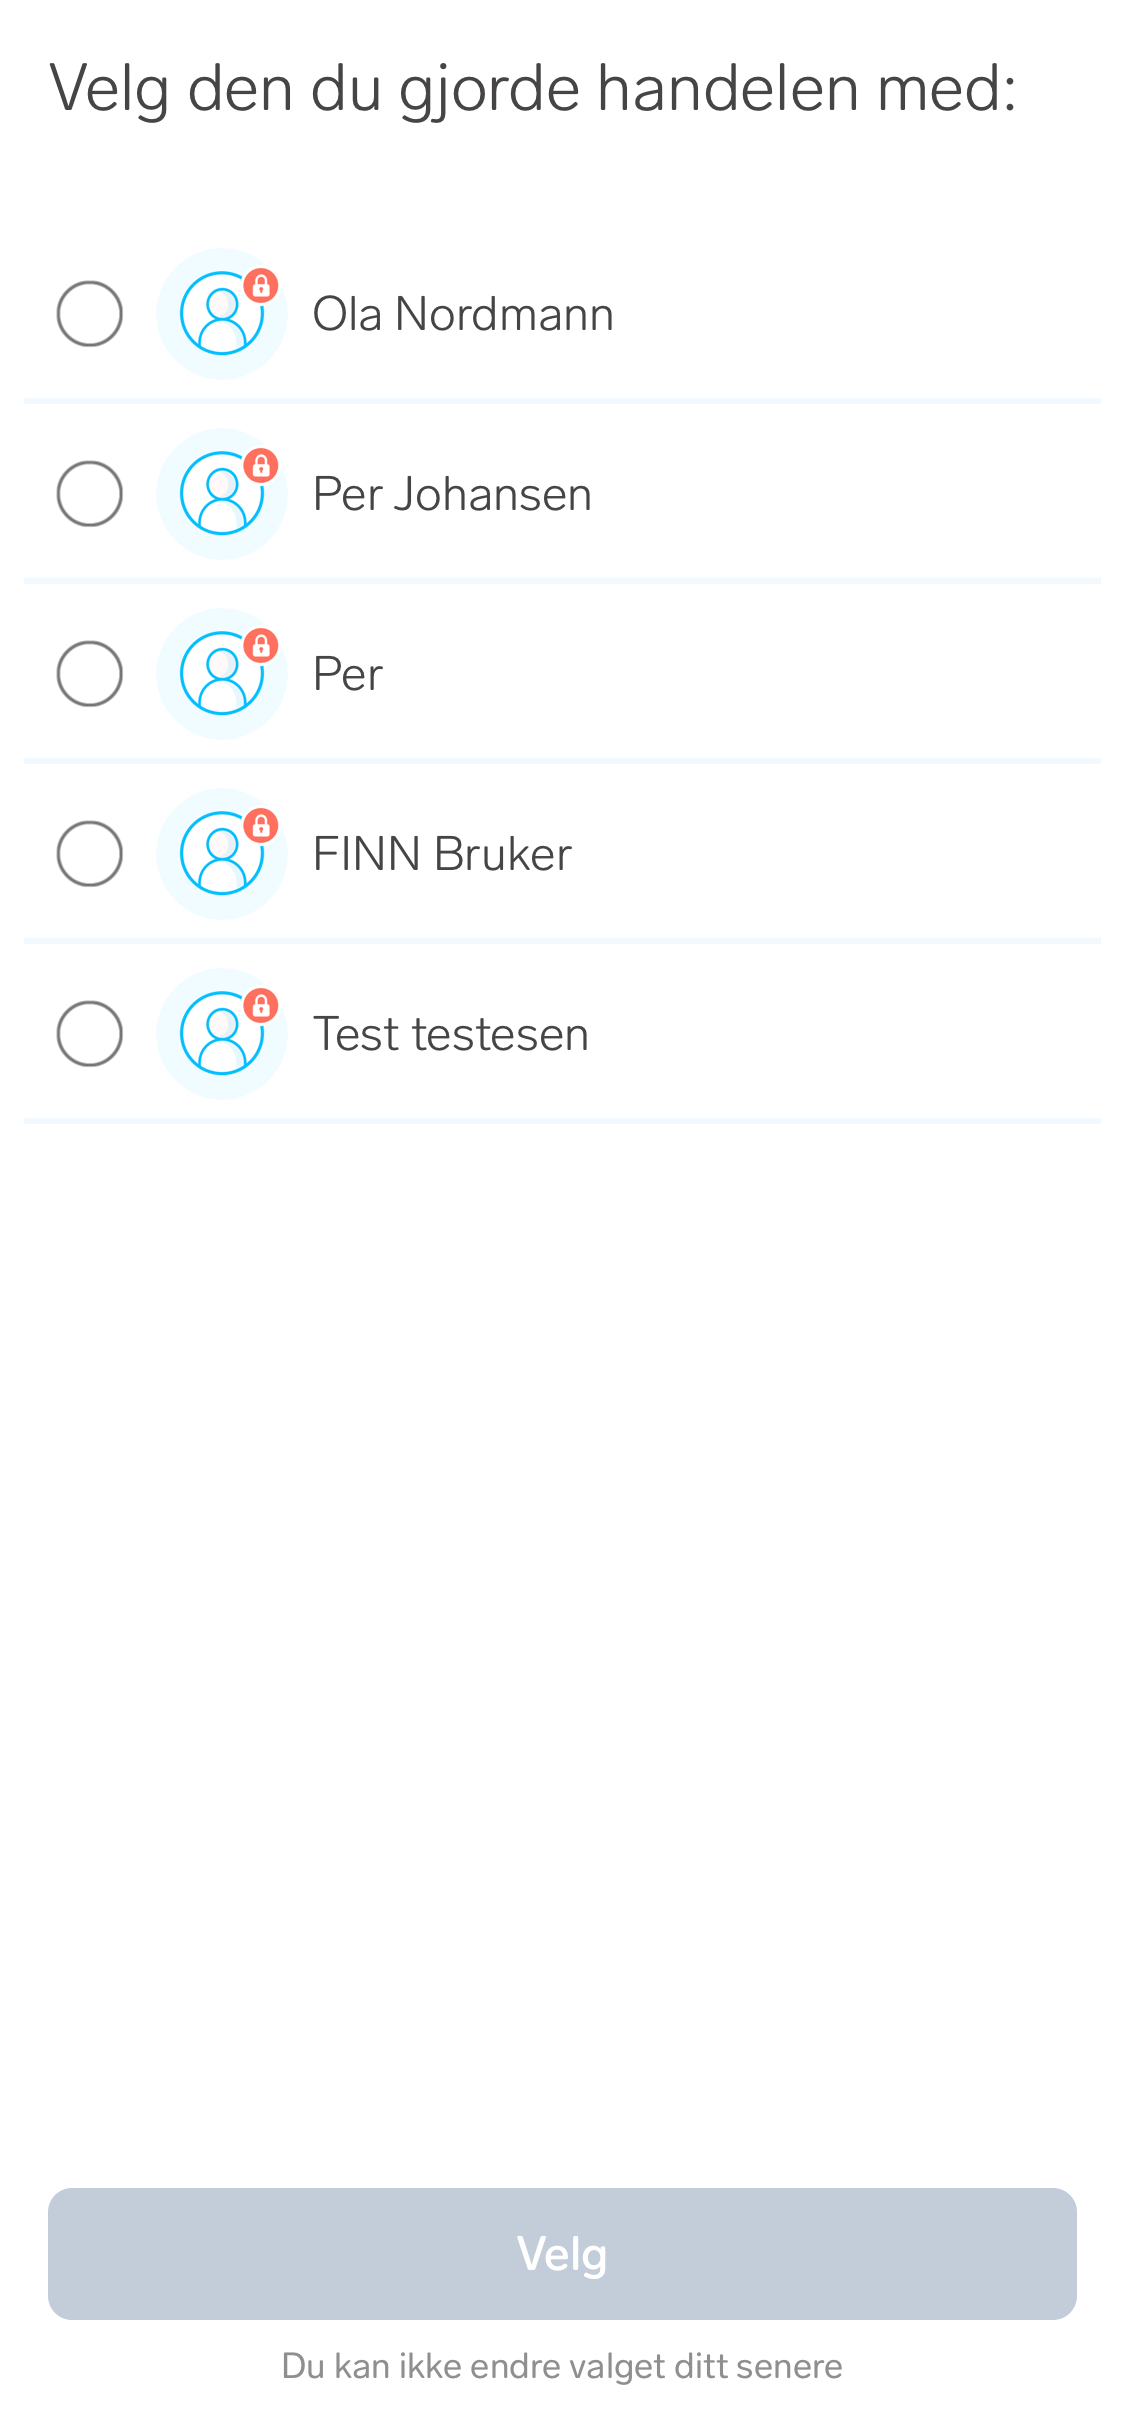 Velg den du gjorde handelen med:
Ola Nordmann
Per Johansen
Per
FINN Bruker
Test testesen
Velg
Du kan ikke endre valget ditt senere